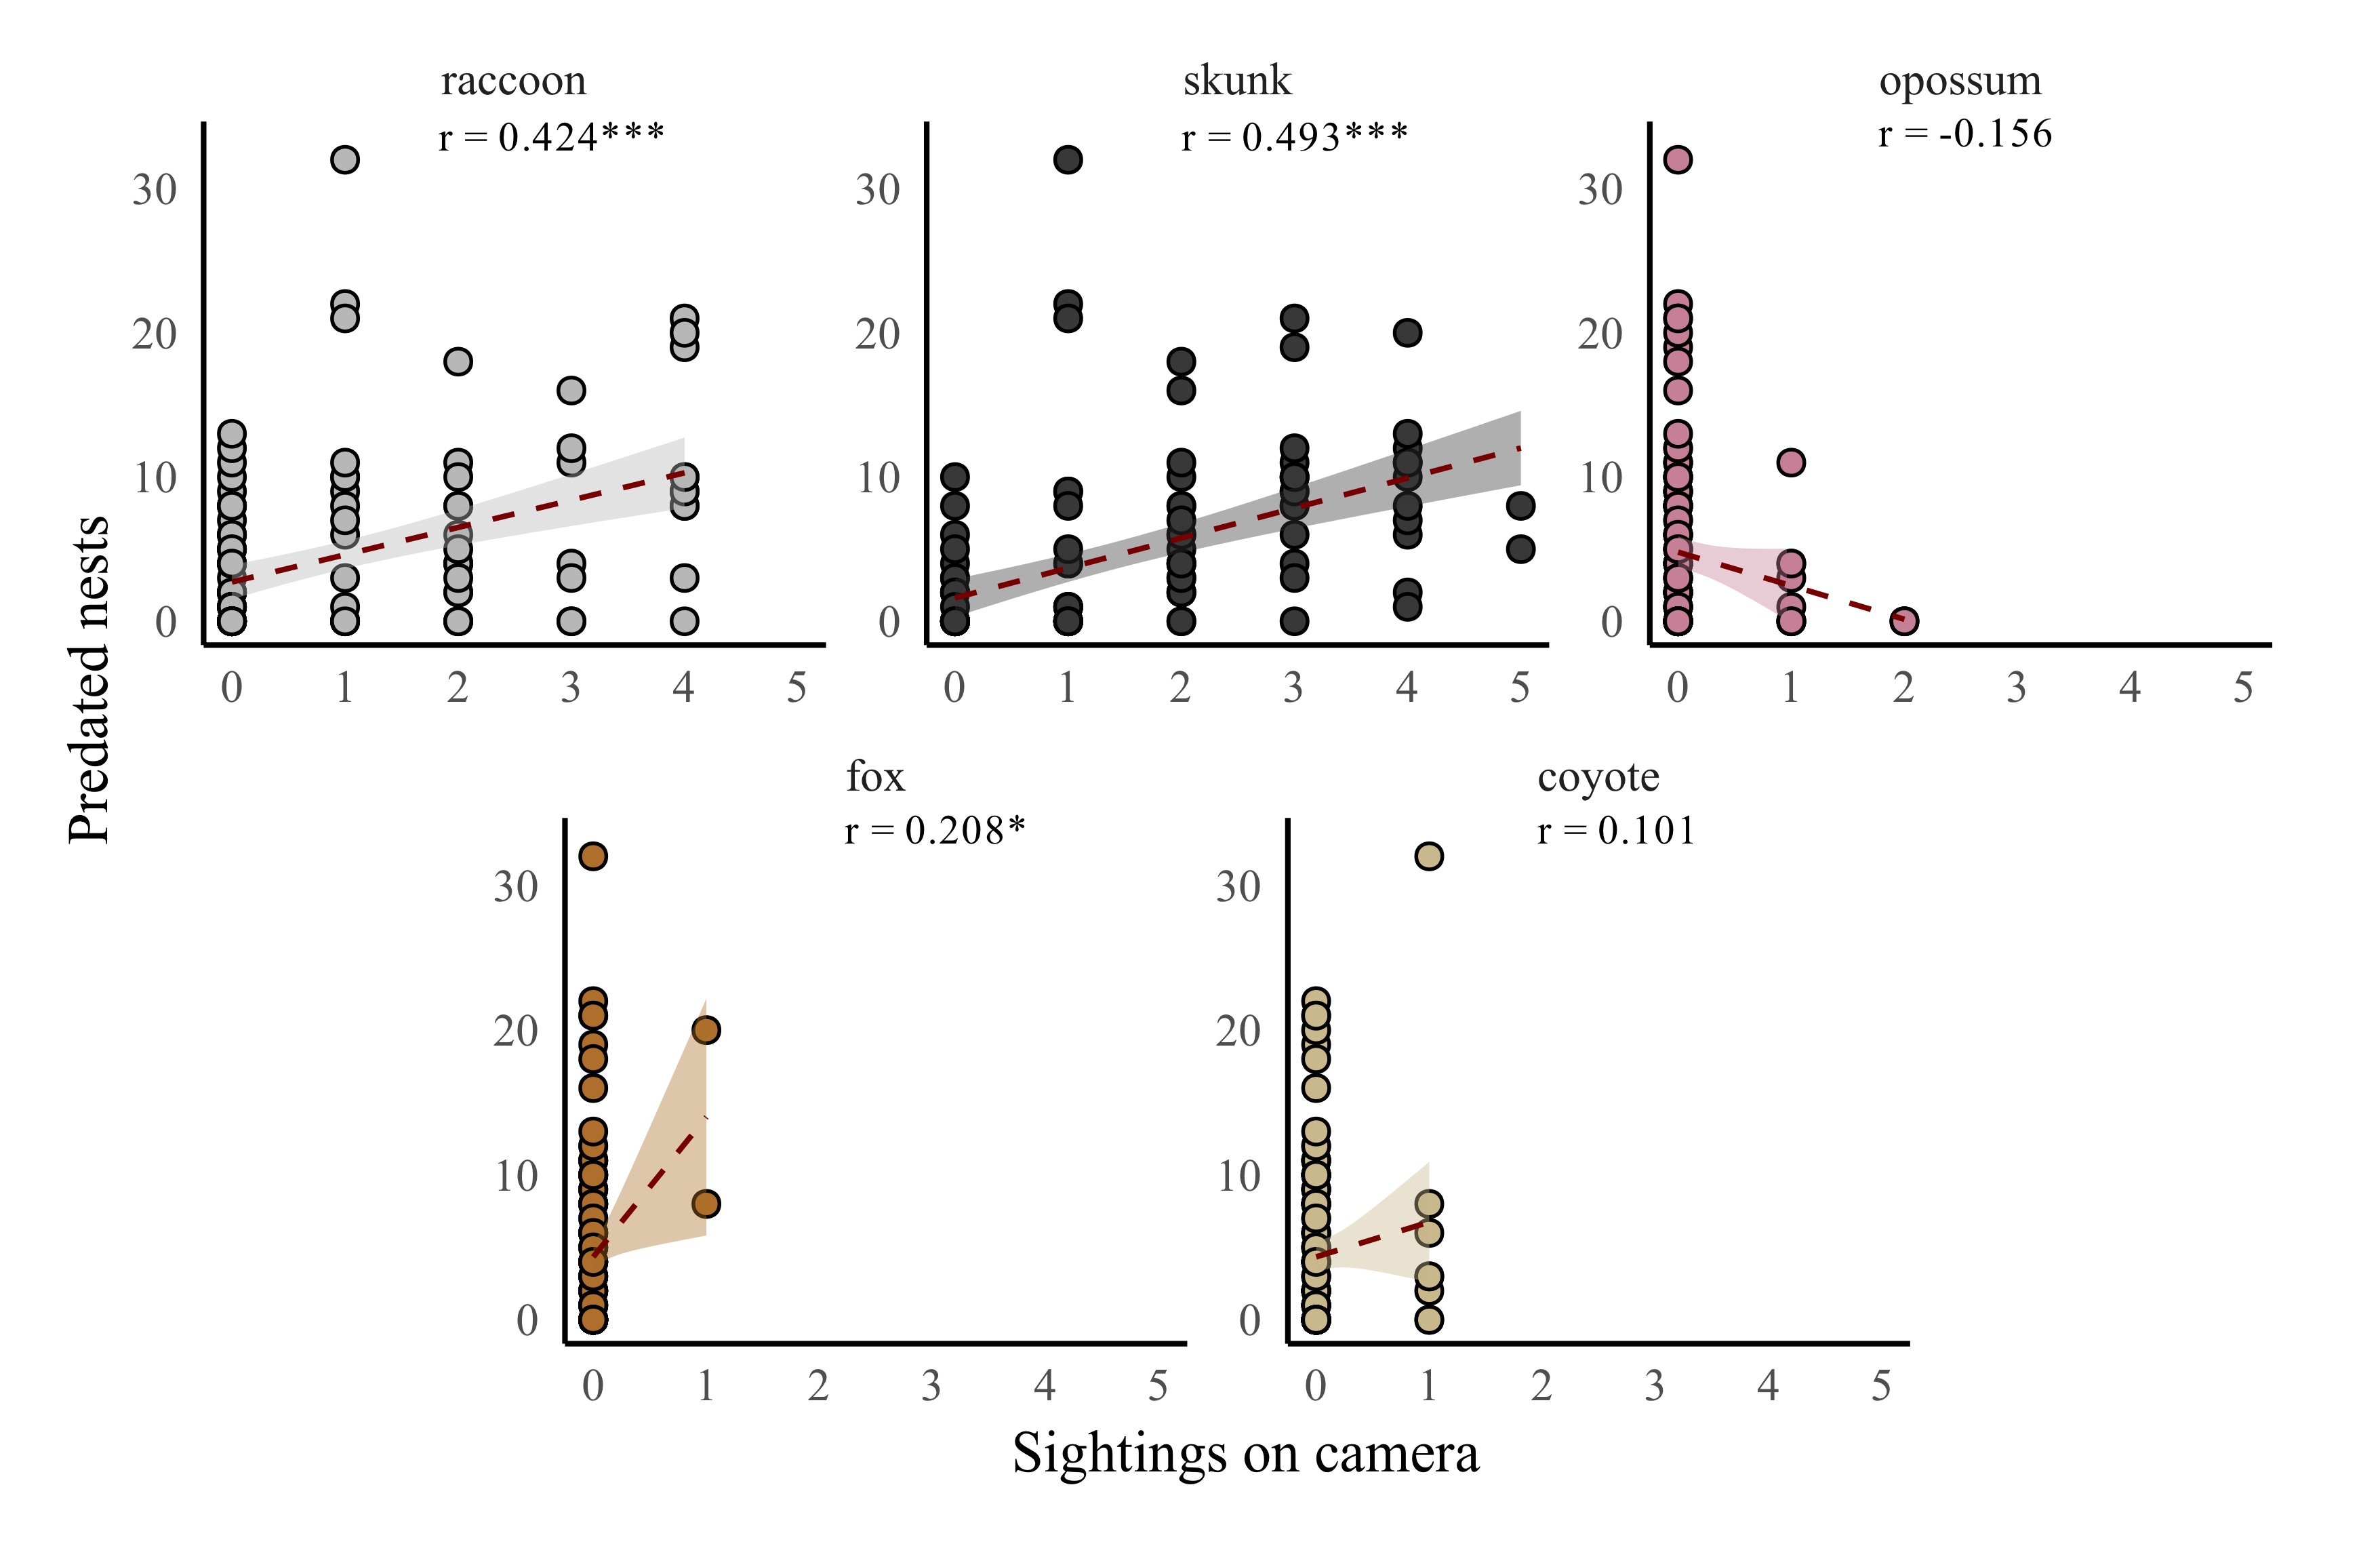 raccoon
r = 0.424***
skunk
r = 0.493***
opossum
r = -0.156
30
20
10
0
0 1 2 3 4 5
30
20
10
0
0 1 2 3 4 5
30
20
10
0
0 1 2 3 4 5
Predated nests
fox
r = 0.208*
coyote
r = 0.101
30
20
10
0
0 1 2 3 4 5
30
20
10
0
0 1 2 3 4 5
Sightings on camera